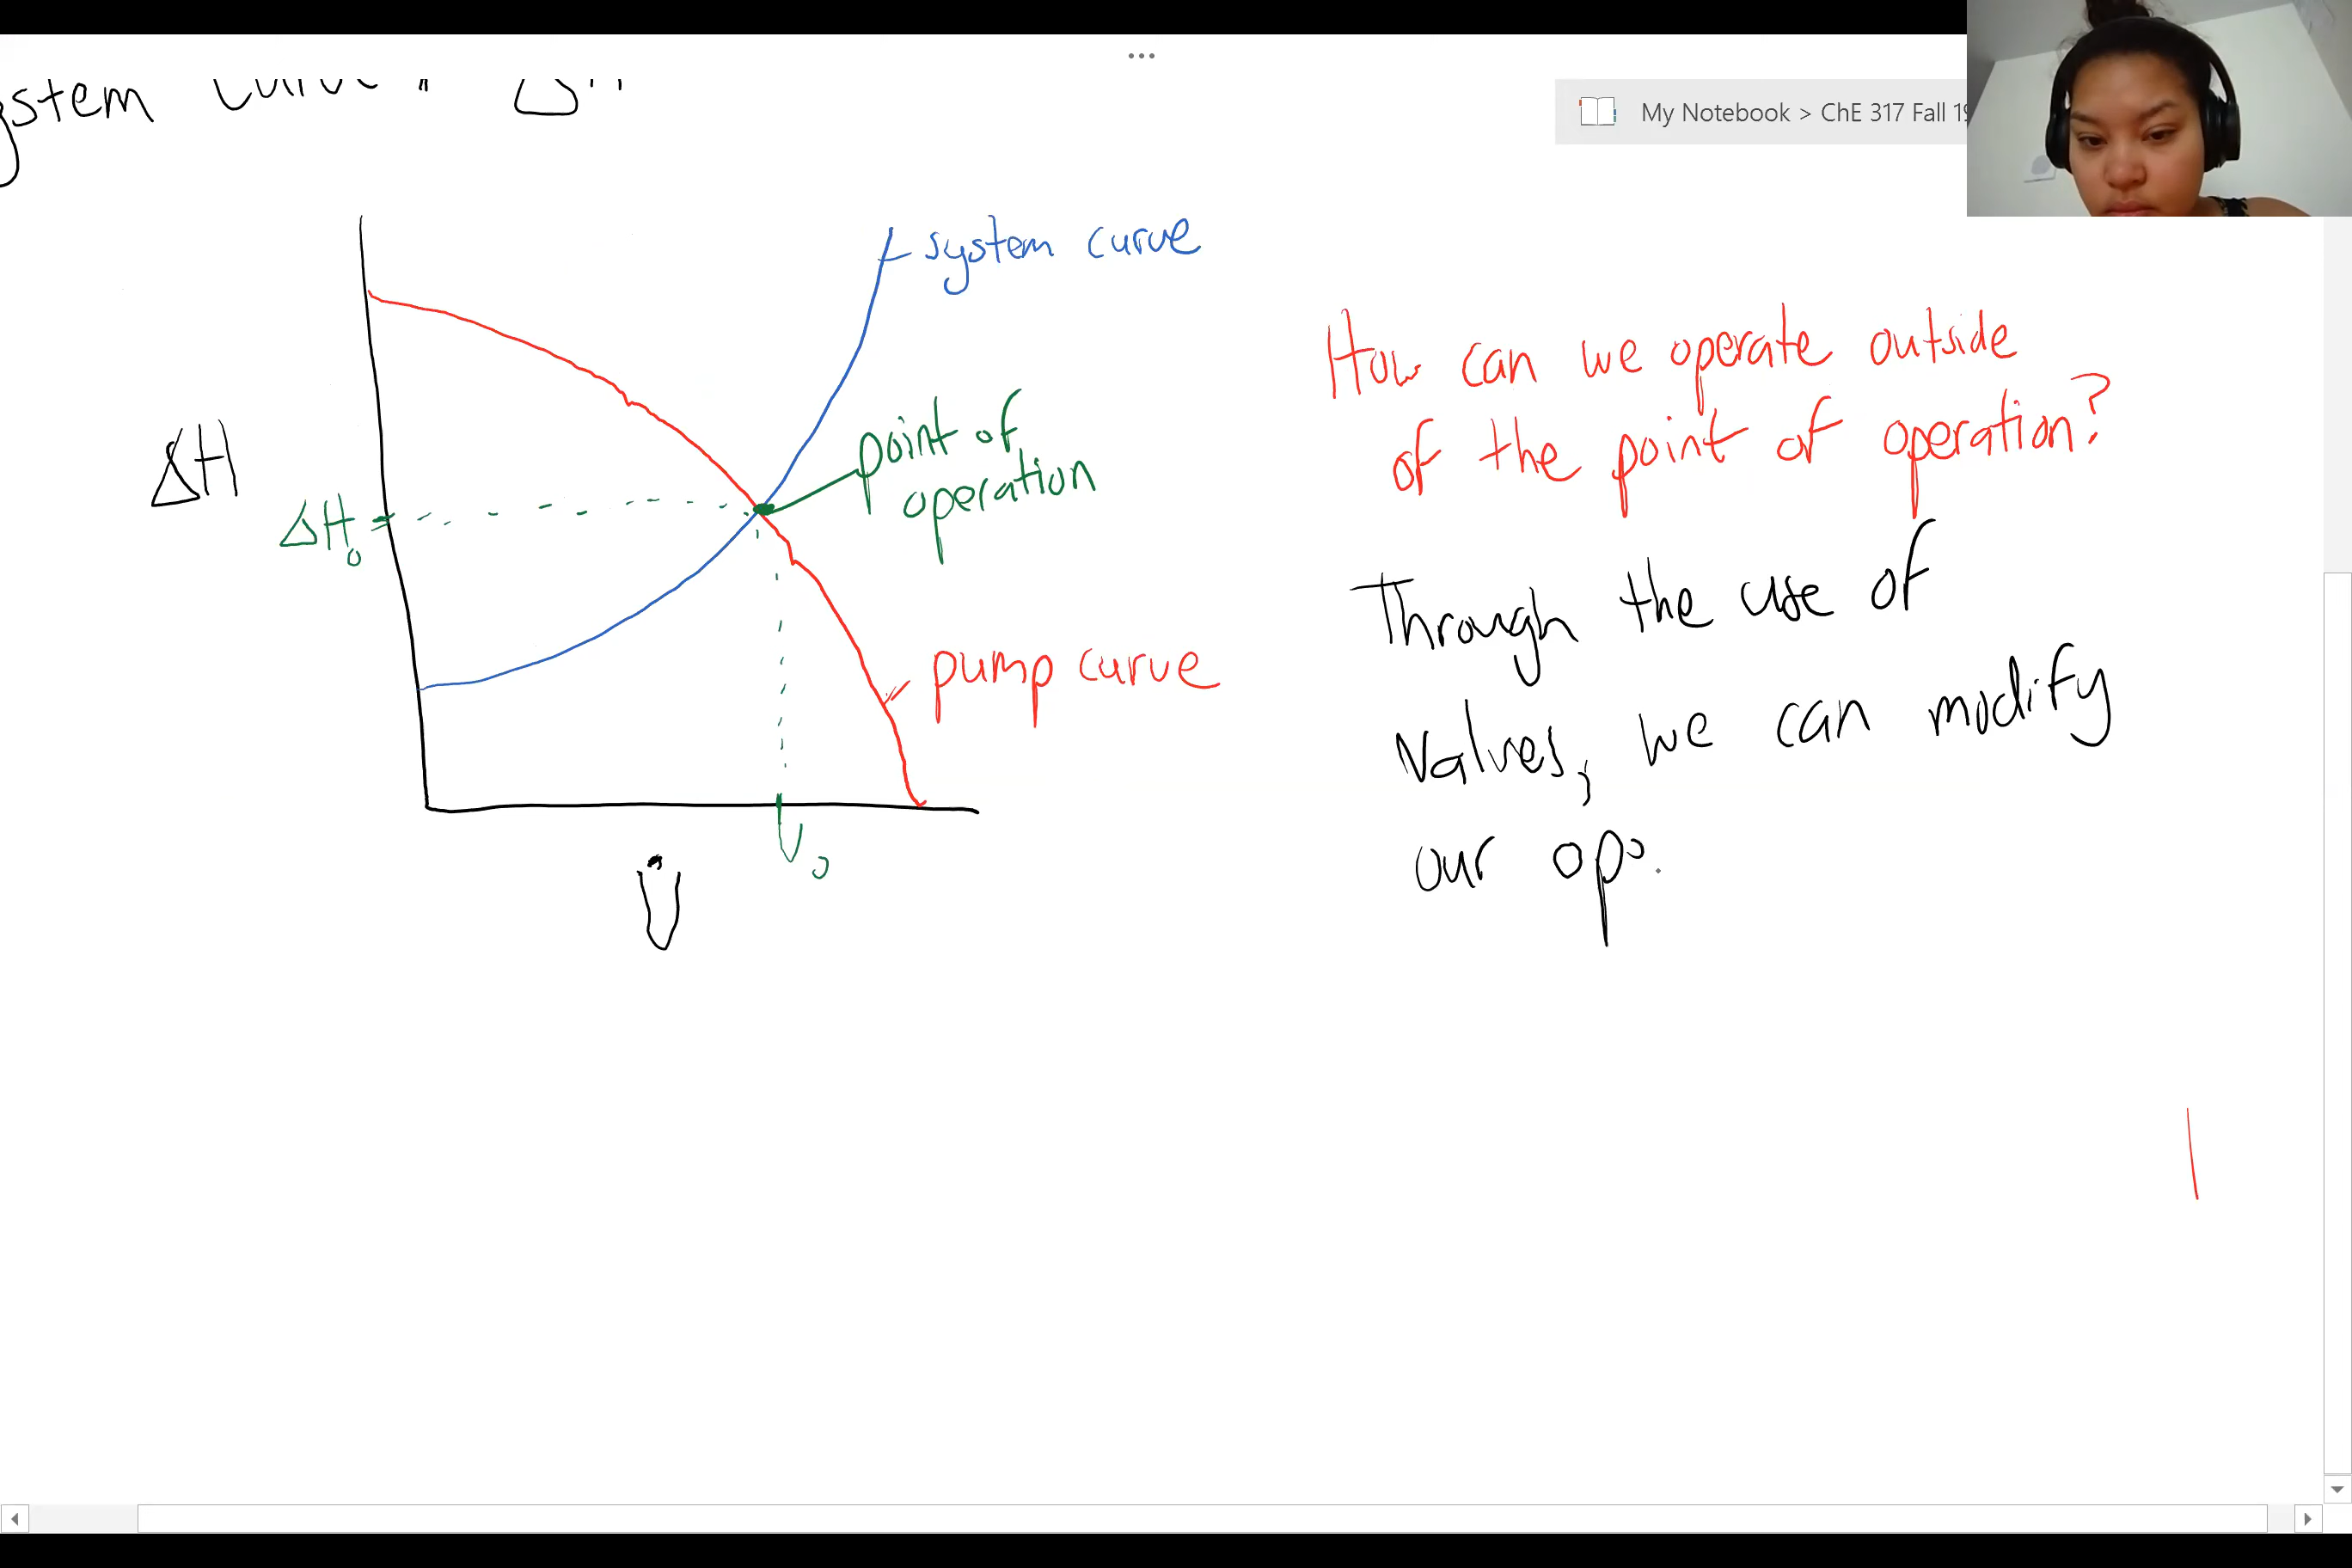 ...
My Notebook > ChE 317 Fall 19
system curve
ΔH
point of
operation
ΔH₀
pump curve
V₀
V̇
How can we operate outside
of the point of operation?
Through the use of
Valves, we can modify
our op